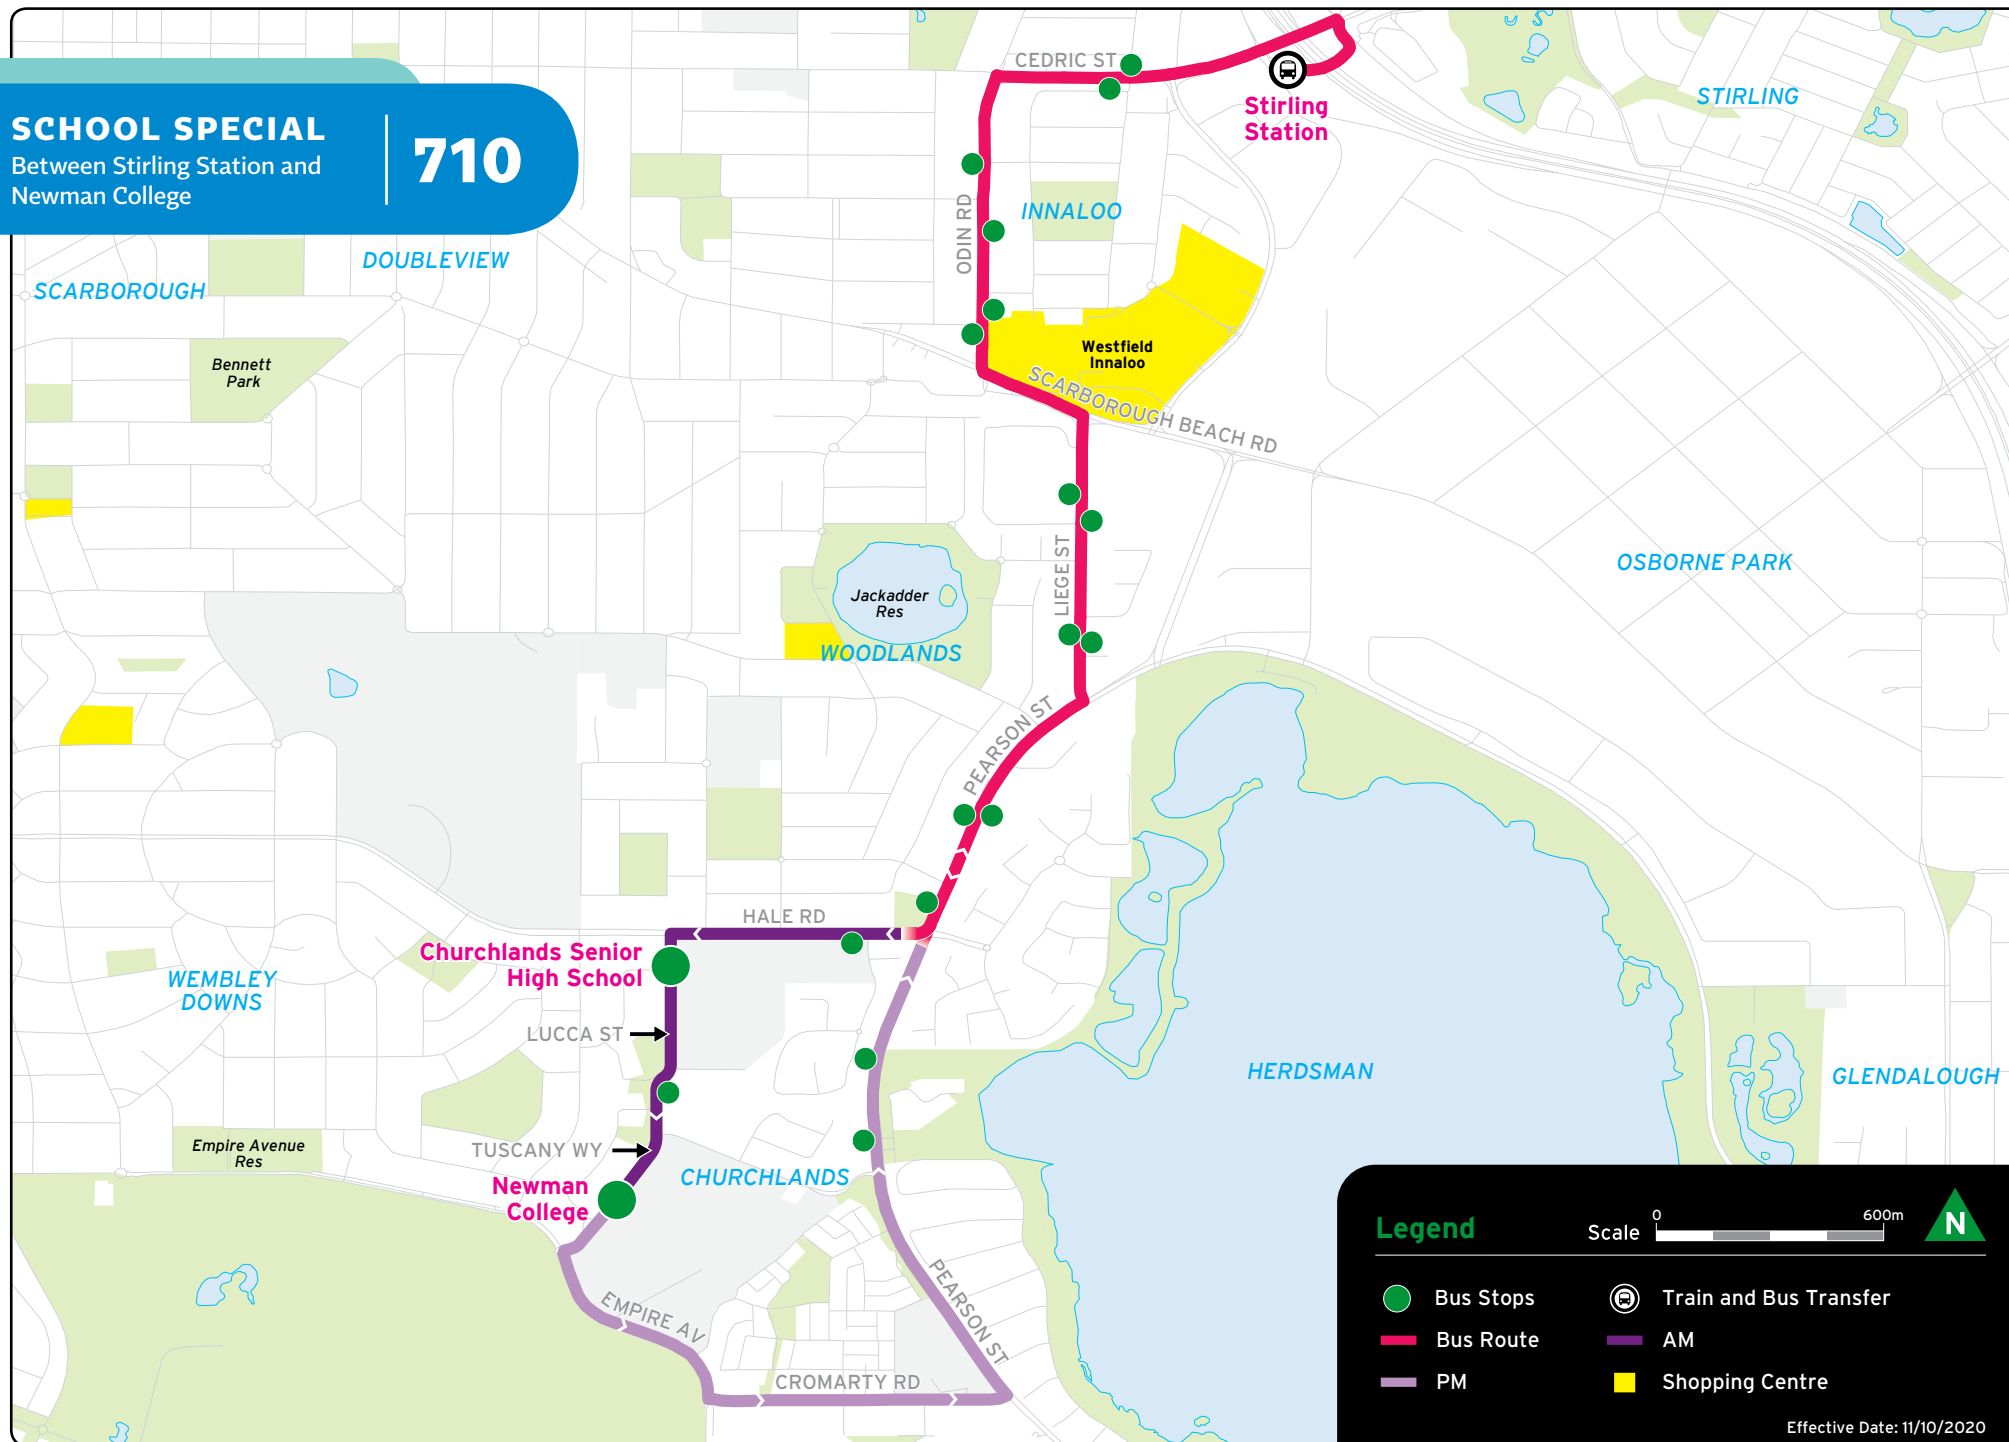 SCHOOL SPECIAL
Between Stirling Station and
Newman College
710
CEDRIC ST
Stirling
Station
STIRLING
ODIN RD
INNALOO
DOUBLEVIEW
SCARBOROUGH
Westfield
Innaloo
Bennett
Park
SCARBOROUGH BEACH RD
LIEGE ST
OSBORNE PARK
Jackadder
Res
WOODLANDS
PEARSON ST
HALE RD
Churchlands Senior
High School
WEMBLEY
DOWNS
LUCCA ST
HERDSMAN
GLENDALOUGH
Empire Avenue
Res
TUSCANY WY
CHURCHLANDS
Newman
College
EMPIRE AV
PEARSON ST
CROMARTY RD
Legend
Scale
0
600m
N
Bus Stops
Train and Bus Transfer
Bus Route
AM
PM
Shopping Centre
Effective Date: 11/10/2020